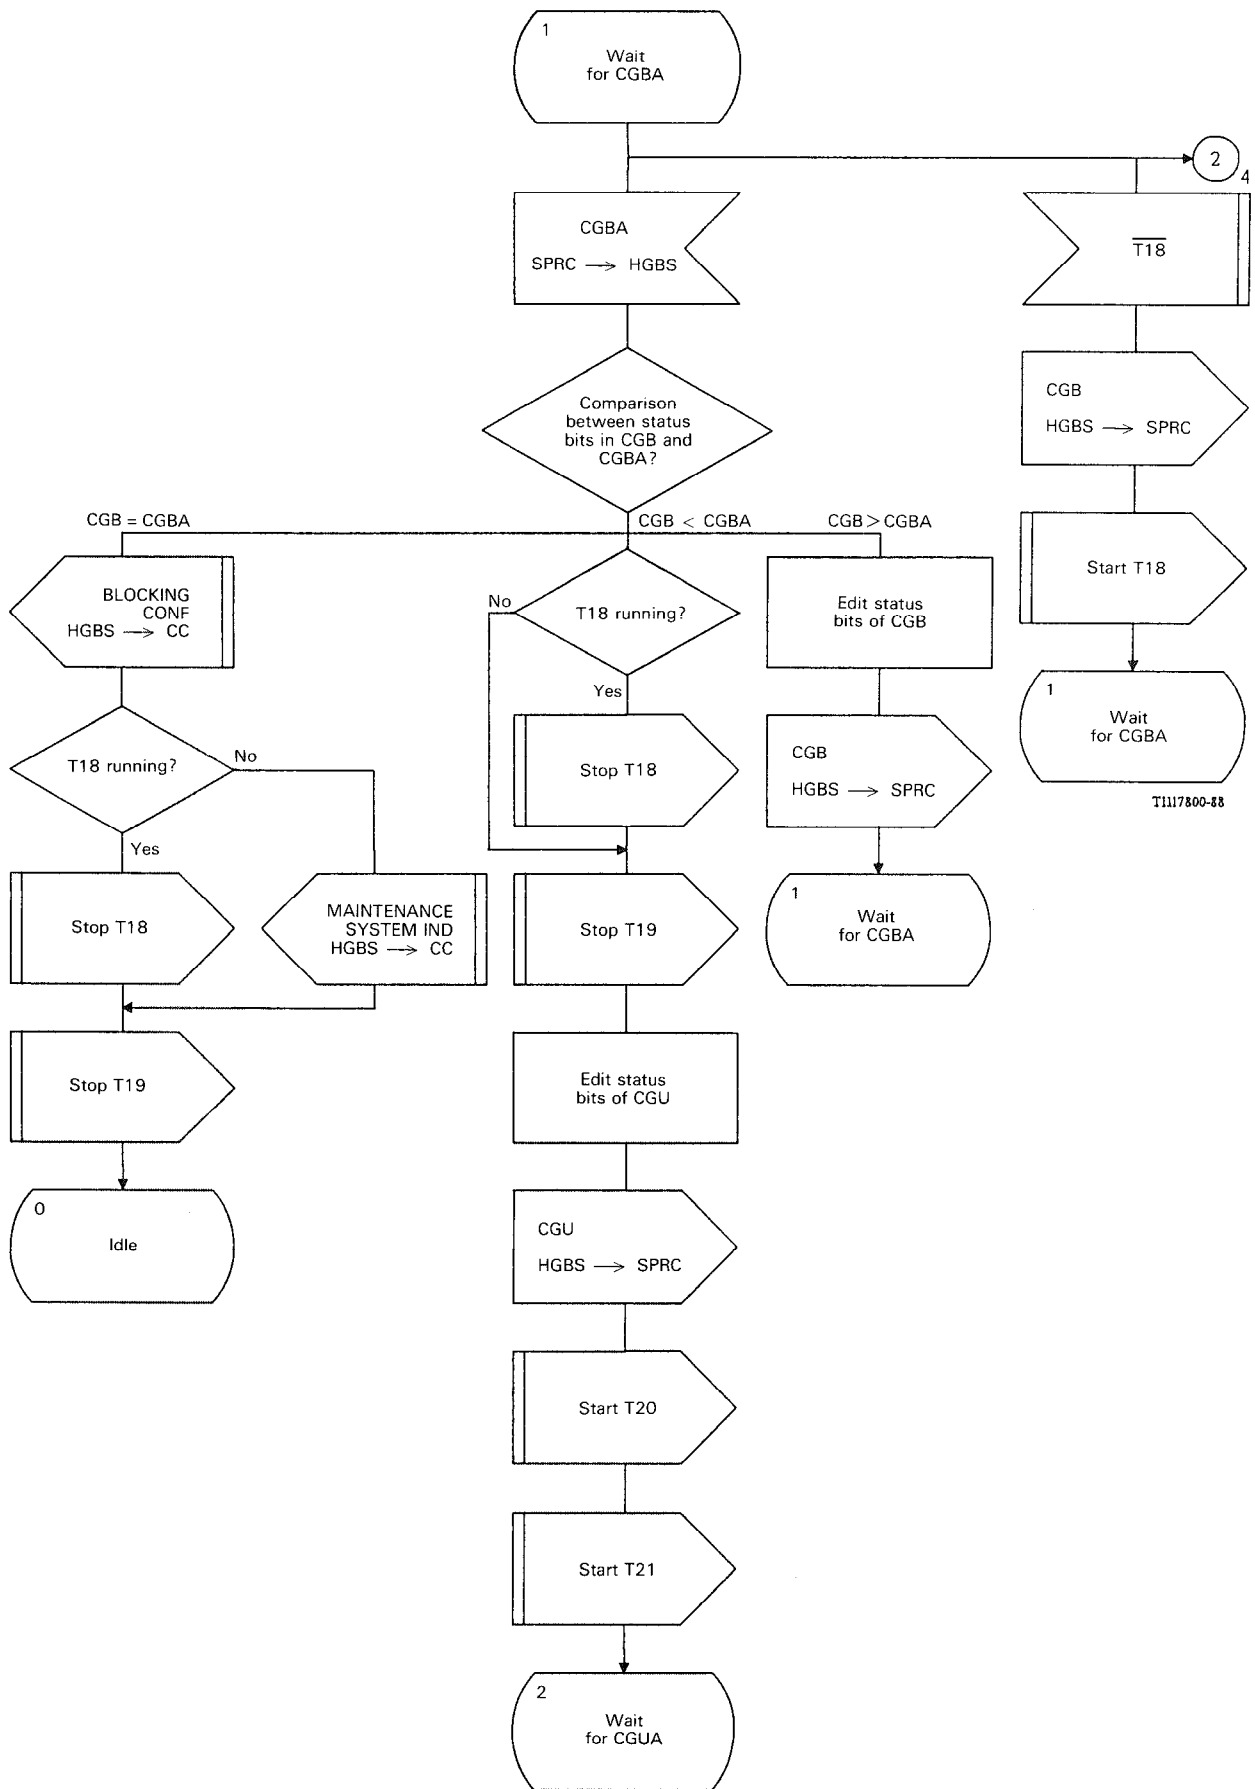 1
Wait
for CGBA
2
4
CGBA
SPRC → HGBS
T18
Comparison
between status
bits in CGB and
CGBA?
CGB
HGBS → SPRC
CGB = CGBA
CGB < CGBA
CGB > CGBA
Start T18
BLOCKING
CONF
HGBS → CC
No
T18 running?
Edit status
bits of CGB
Yes
1
Wait
for CGBA
T1117800-88
T18 running?
No
Stop T18
CGB
HGBS → SPRC
Yes
Stop T18
MAINTENANCE
SYSTEM IND
HGBS → CC
Stop T19
1
Wait
for CGBA
Stop T19
Edit status
bits of CGU
0
Idle
CGU
HGBS → SPRC
Start T20
Start T21
2
Wait
for CGUA